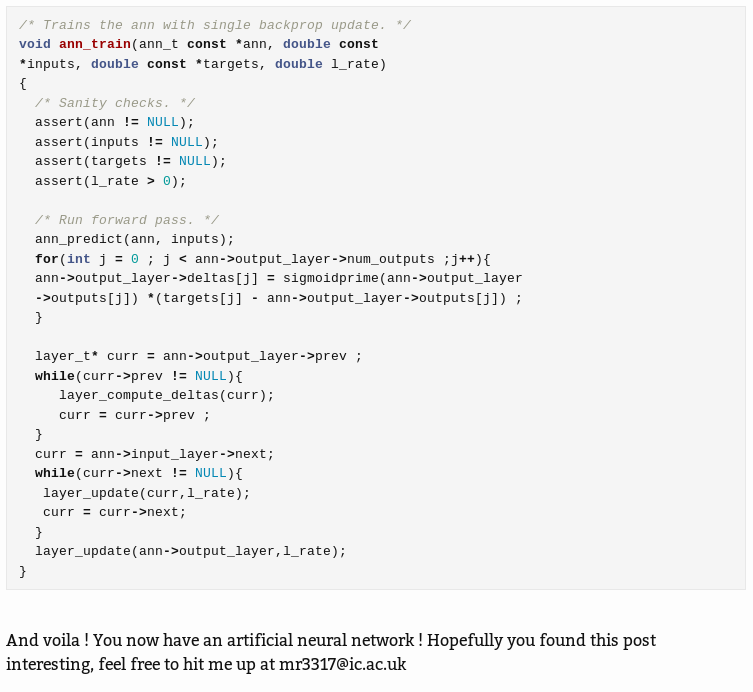 /* Trains the ann with single backprop update. */
void ann_train(ann_t const *ann, double const
*inputs, double const *targets, double l_rate)
{
  /* Sanity checks. */
  assert(ann != NULL);
  assert(inputs != NULL);
  assert(targets != NULL);
  assert(l_rate > 0);

  /* Run forward pass. */
  ann_predict(ann, inputs);
  for(int j = 0 ; j < ann->output_layer->num_outputs ;j++){
  ann->output_layer->deltas[j] = sigmoidprime(ann->output_layer
  ->outputs[j]) *(targets[j] - ann->output_layer->outputs[j]) ;
  }

  layer_t* curr = ann->output_layer->prev ;
  while(curr->prev != NULL){
     layer_compute_deltas(curr);
     curr = curr->prev ;
  }
  curr = ann->input_layer->next;
  while(curr->next != NULL){
   layer_update(curr,l_rate);
   curr = curr->next;
  }
  layer_update(ann->output_layer,l_rate);
}
And voila ! You now have an artificial neural network ! Hopefully you found this post
interesting, feel free to hit me up at mr3317@ic.ac.uk